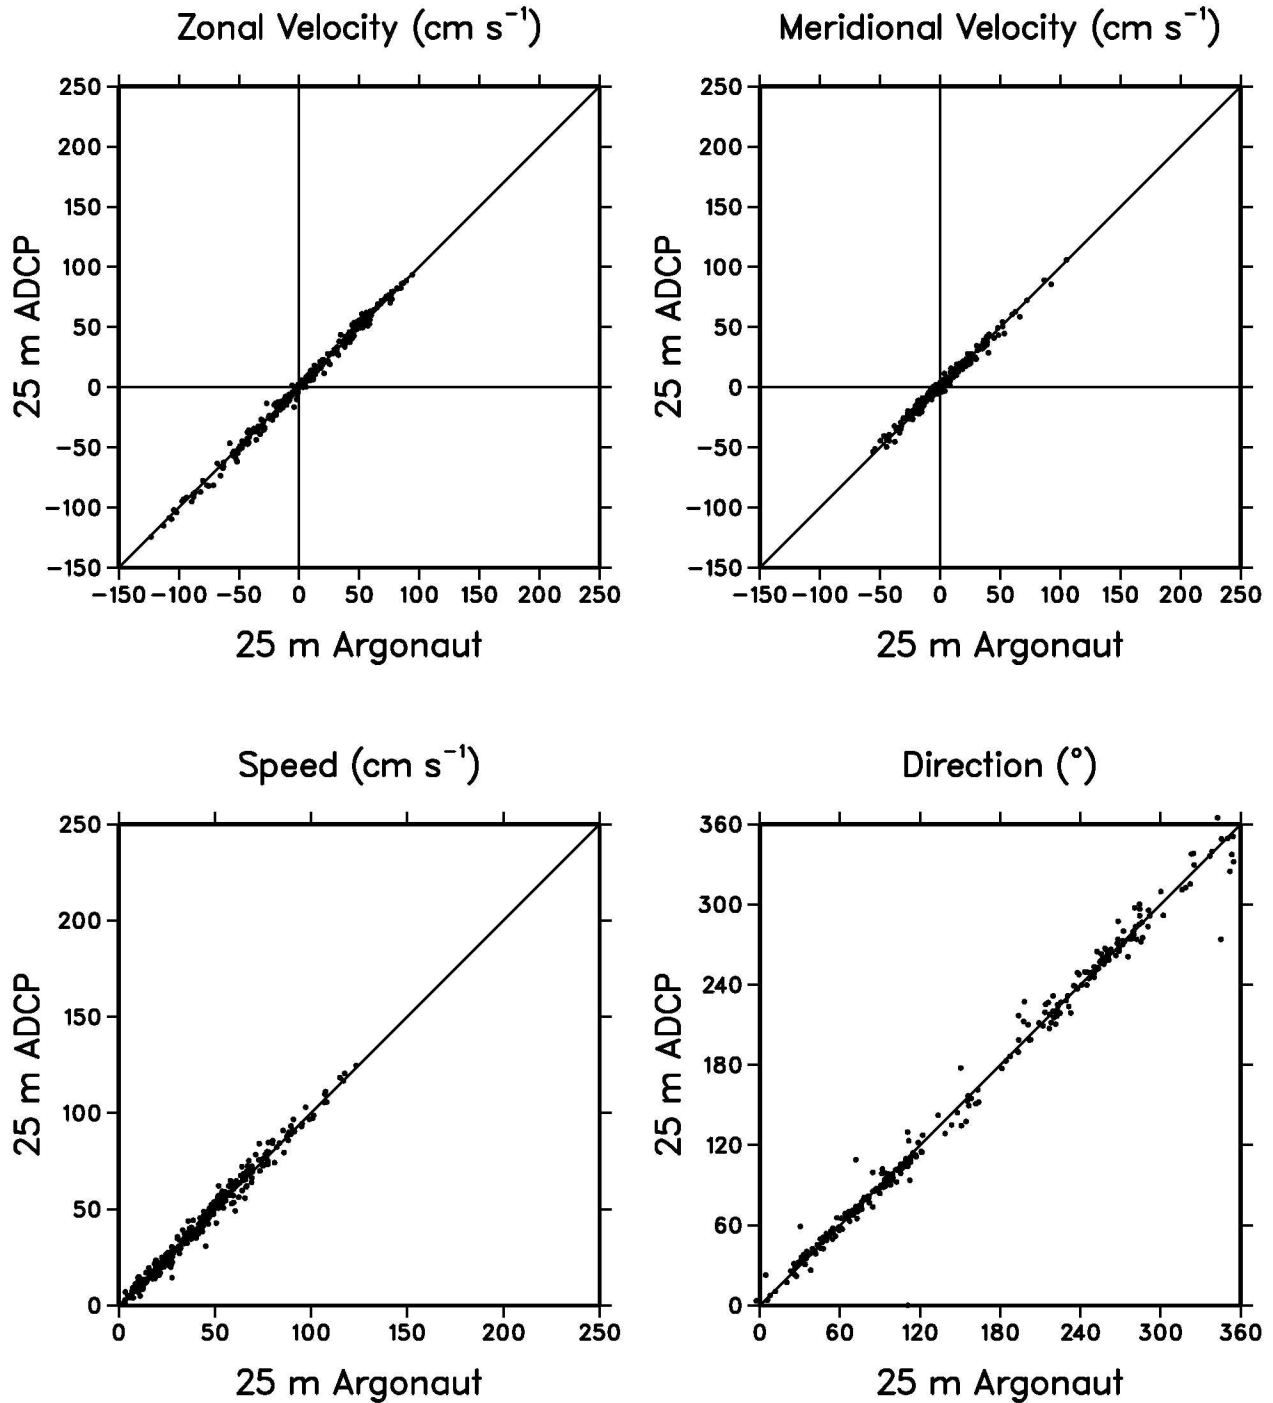 Zonal Velocity (cm s⁻¹)
250
200
150
100
50
0
−50
−100
−150
25 m ADCP
−150 −100 −50 0 50 100 150 200 250
25 m Argonaut
Meridional Velocity (cm s⁻¹)
250
200
150
100
50
0
−50
−100
−150
25 m ADCP
−150 −100 −50 0 50 100 150 200 250
25 m Argonaut
Speed (cm s⁻¹)
250
200
150
100
50
0
25 m ADCP
0 50 100 150 200 250
25 m Argonaut
Direction (°)
360
300
240
180
120
60
0
25 m ADCP
0 60 120 180 240 300 360
25 m Argonaut